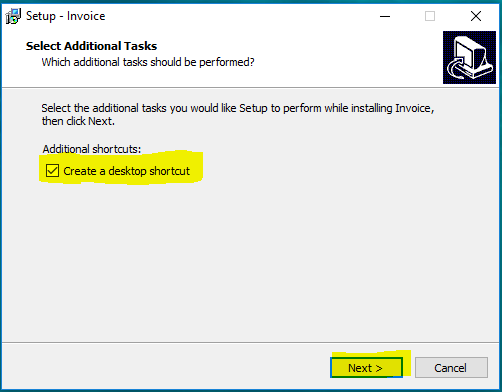 Setup - Invoice
Select Additional Tasks
Which additional tasks should be performed?
Select the additional tasks you would like Setup to perform while installing Invoice,
then click Next.
Additional shortcuts:
Create a desktop shortcut
Next >
Cancel